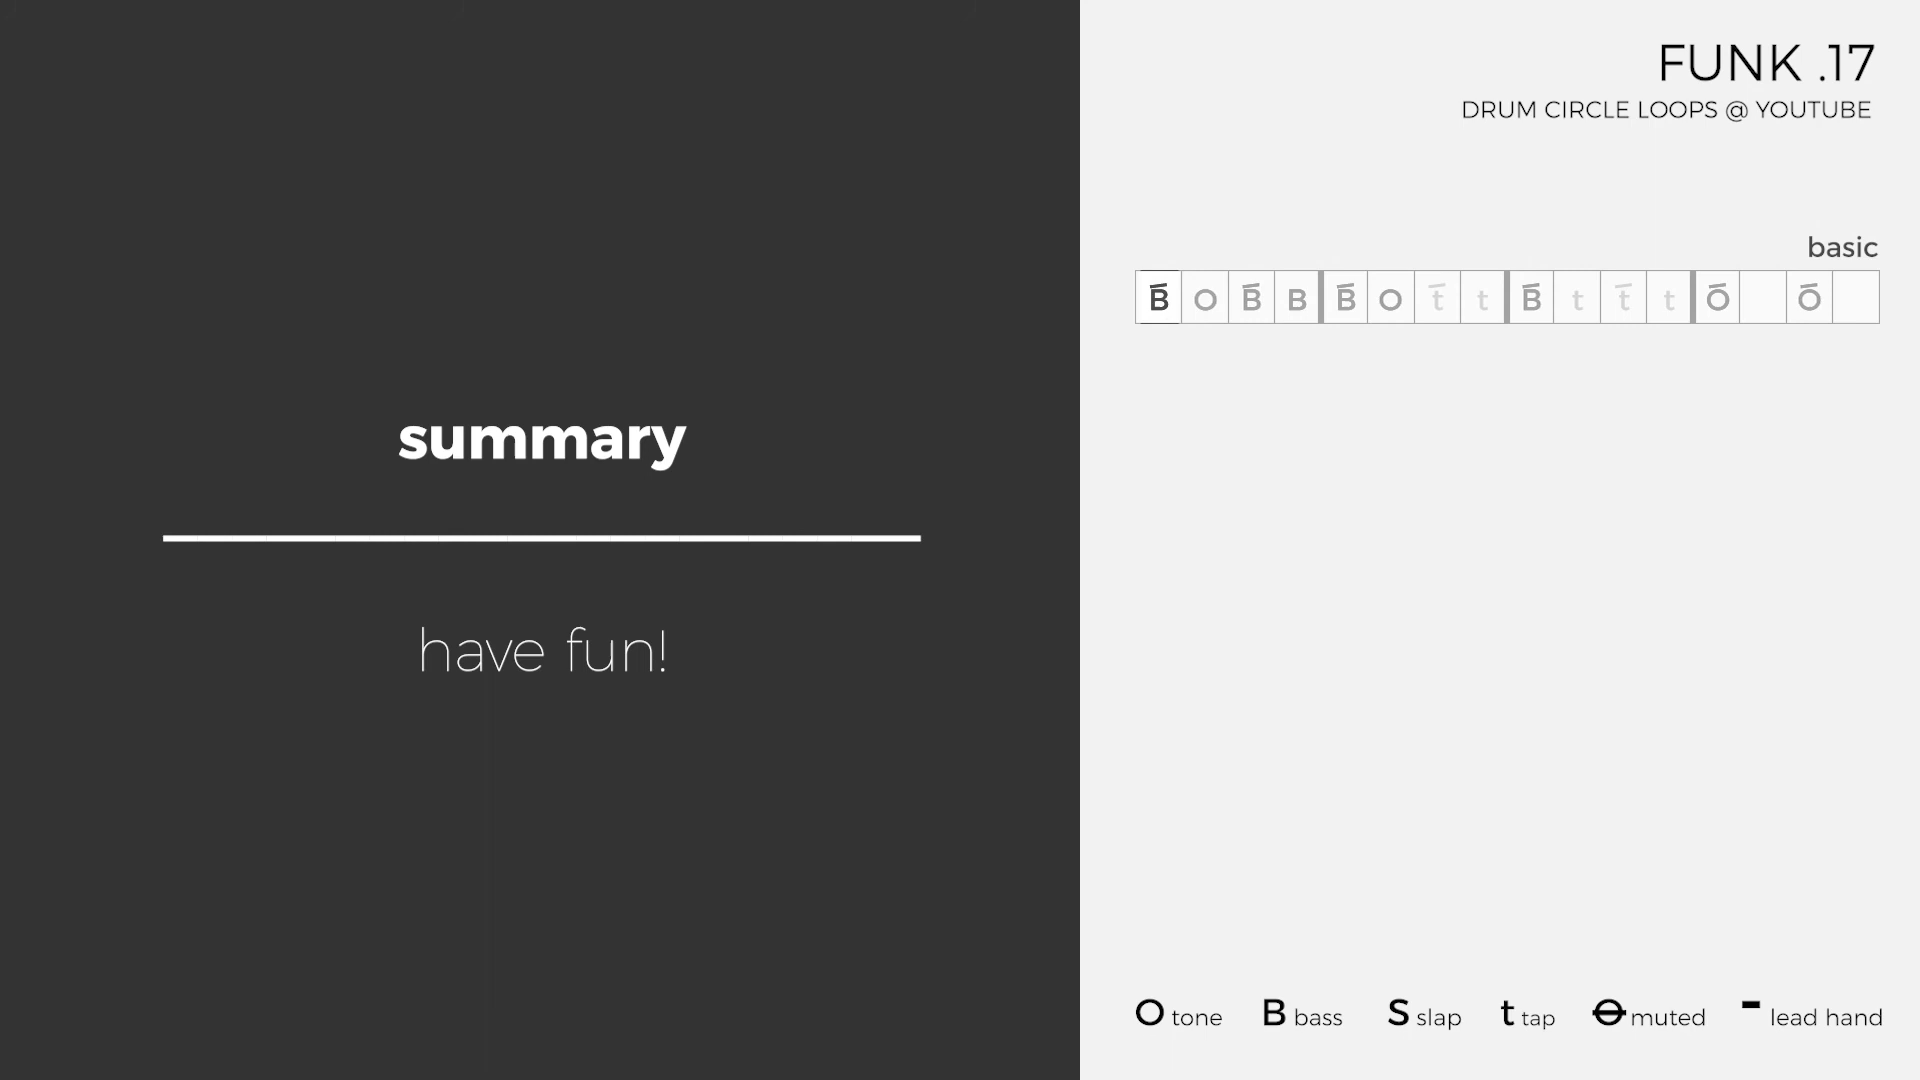 summary
have fun!
FUNK .17
DRUM CIRCLE LOOPS @ YOUTUBE
basic
B̄ O B̄ B B̄ O t̄ t B̄ t t̄ t Ō Ō
O tone B bass S slap t tap O̶ muted - lead hand